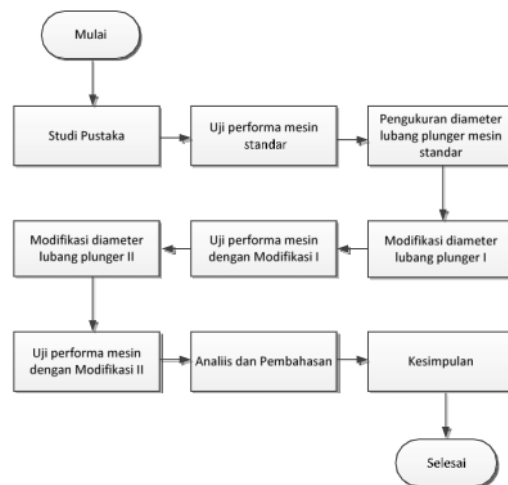 Mulai
Studi Pustaka
Uji performa mesin
standar
Pengukuran diameter
lubang plunger mesin
standar
Modifikasi diameter
lubang plunger I
Uji performa mesin
dengan Modifikasi I
Modifikasi diameter
lubang plunger II
Uji performa mesin
dengan Modifikasi II
Analiis dan Pembahasan
Kesimpulan
Selesai